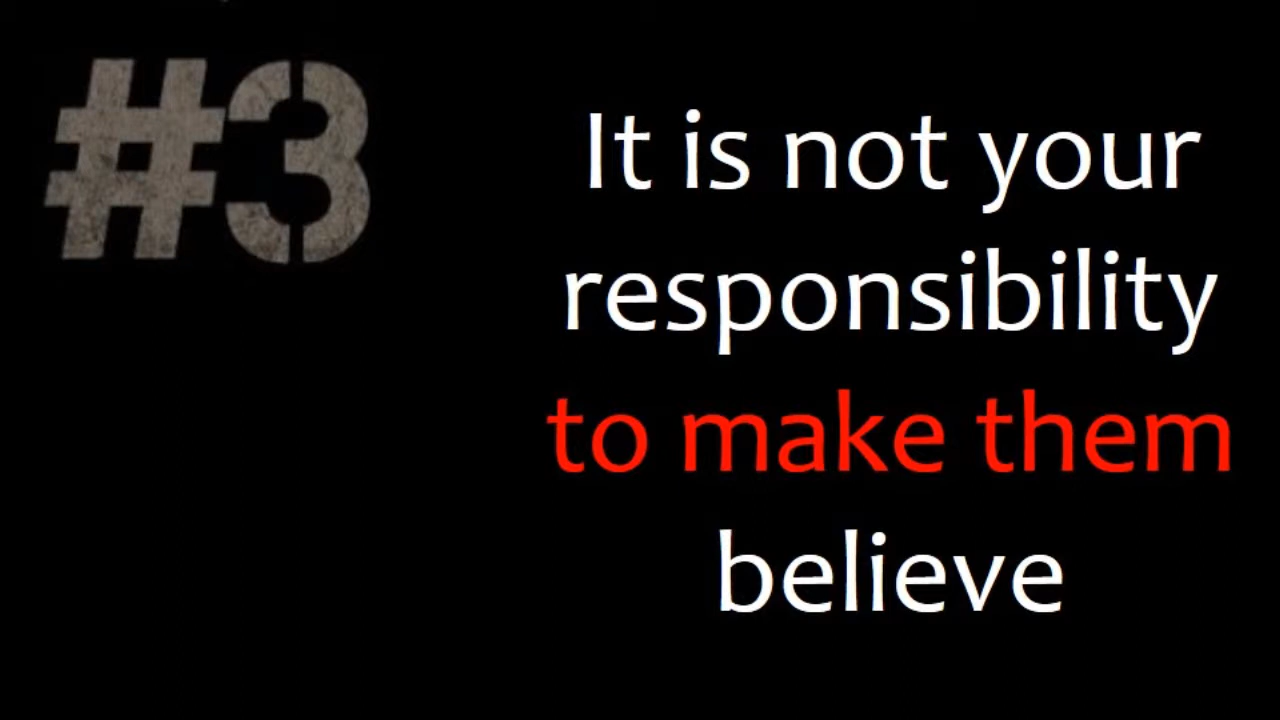 #3
It is not your
responsibility
to make them
believe